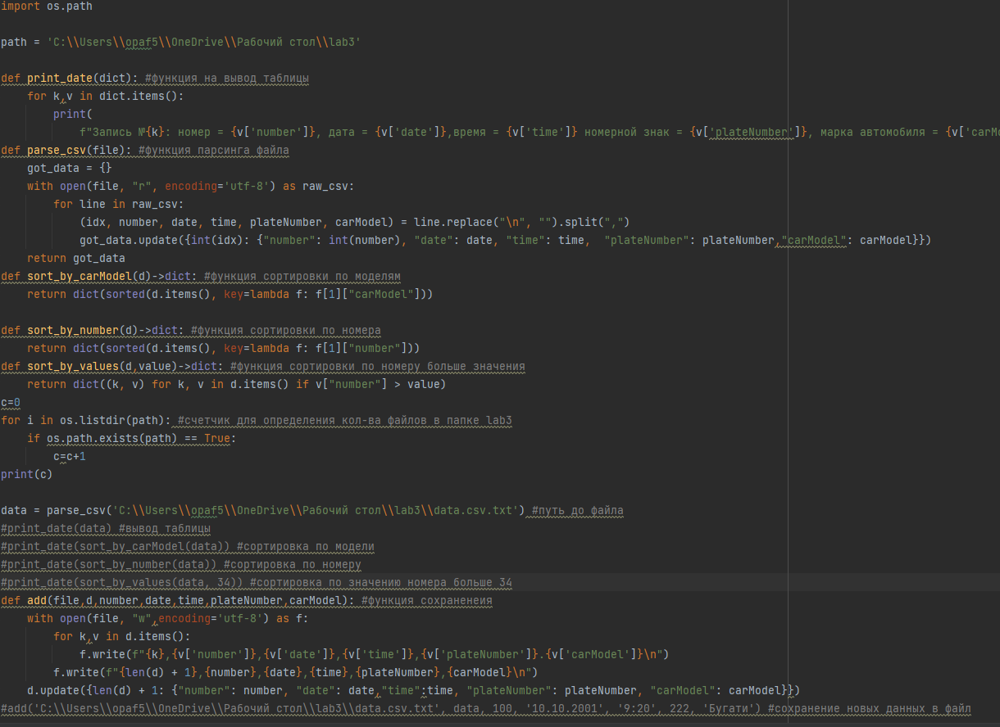 import os.path
path = 'C:\\Users\\opaf5\\OneDrive\\Рабочий стол\\lab3'
def print_date(dict): #функция на вывод таблицы
    for k,v in dict.items():
        print(
            f"Запись №{k}: номер = {v['number']}, дата = {v['date']},время = {v['time']} номерной знак = {v['plateNumber']}, марка автомобиля = {v['carMo
def parse_csv(file): #функция парсинга файла
    got_data = {}
    with open(file, "r", encoding='utf-8') as raw_csv:
        for line in raw_csv:
            (idx, number, date, time, plateNumber, carModel) = line.replace("\n", "").split(",")
            got_data.update({int(idx): {"number": int(number), "date": date, "time": time,  "plateNumber": plateNumber,"carModel": carModel}})
    return got_data
def sort_by_carModel(d)->dict: #функция сортировки по моделям
    return dict(sorted(d.items(), key=lambda f: f[1]["carModel"]))
def sort_by_number(d)->dict: #функция сортировки по номера
    return dict(sorted(d.items(), key=lambda f: f[1]["number"]))
def sort_by_values(d,value)->dict: #функция сортировки по номеру больше значения
    return dict((k, v) for k, v in d.items() if v["number"] > value)
c=0
for i in os.listdir(path): #счетчик для определения кол-ва файлов в папке lab3
    if os.path.exists(path) == True:
        c=c+1
print(c)
data = parse_csv('C:\\Users\\opaf5\\OneDrive\\Рабочий стол\\lab3\\data.csv.txt') #путь до файла
#print_date(data) #вывод таблицы
#print_date(sort_by_carModel(data)) #сортировка по модели
#print_date(sort_by_number(data)) #сортировка по номеру
#print_date(sort_by_values(data, 34)) #сортировка по значению номера больше 34
def add(file,d,number,date,time,plateNumber,carModel): #функция сохраненеия
    with open(file, "w",encoding='utf-8') as f:
        for k,v in d.items():
            f.write(f"{k},{v['number']},{v['date']},{v['time']},{v['plateNumber']}.{v['carModel']}\n")
        f.write(f"{len(d) + 1},{number},{date},{time},{plateNumber},{carModel}\n")
    d.update({len(d) + 1: {"number": number, "date": date,"time":time, "plateNumber": plateNumber, "carModel": carModel}})
#add('C:\\Users\\opaf5\\OneDrive\\Рабочий стол\\lab3\\data.csv.txt', data, 100, '10.10.2001', '9:20', 222, 'Бугати') #сохранение новых данных в файл